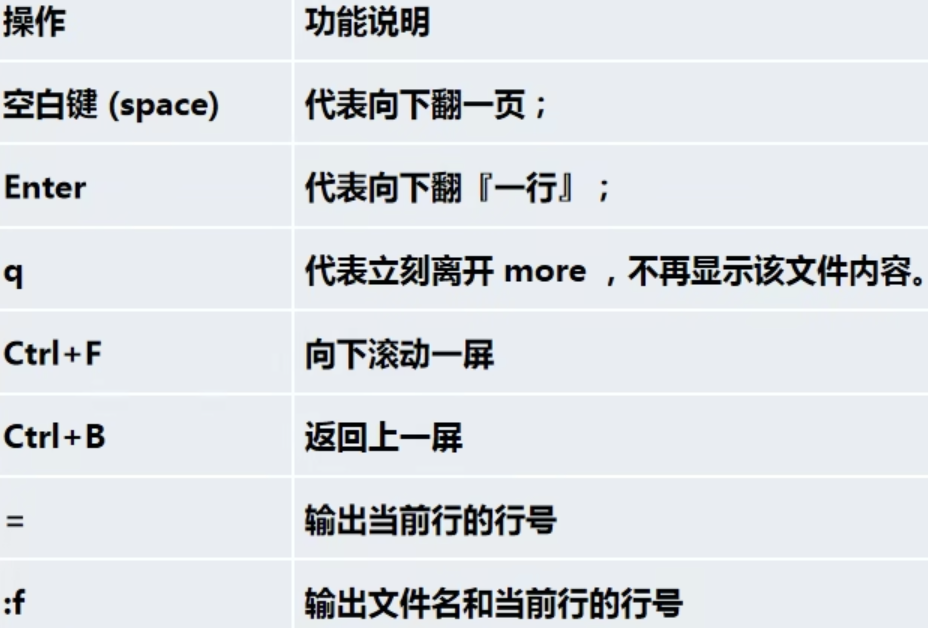 操作 功能说明
空白键 (space) 代表向下翻一页；
Enter 代表向下翻『一行』；
q 代表立刻离开 more ，不再显示该文件内容。
Ctrl+F 向下滚动一屏
Ctrl+B 返回上一屏
= 输出当前行的行号
:f 输出文件名和当前行的行号